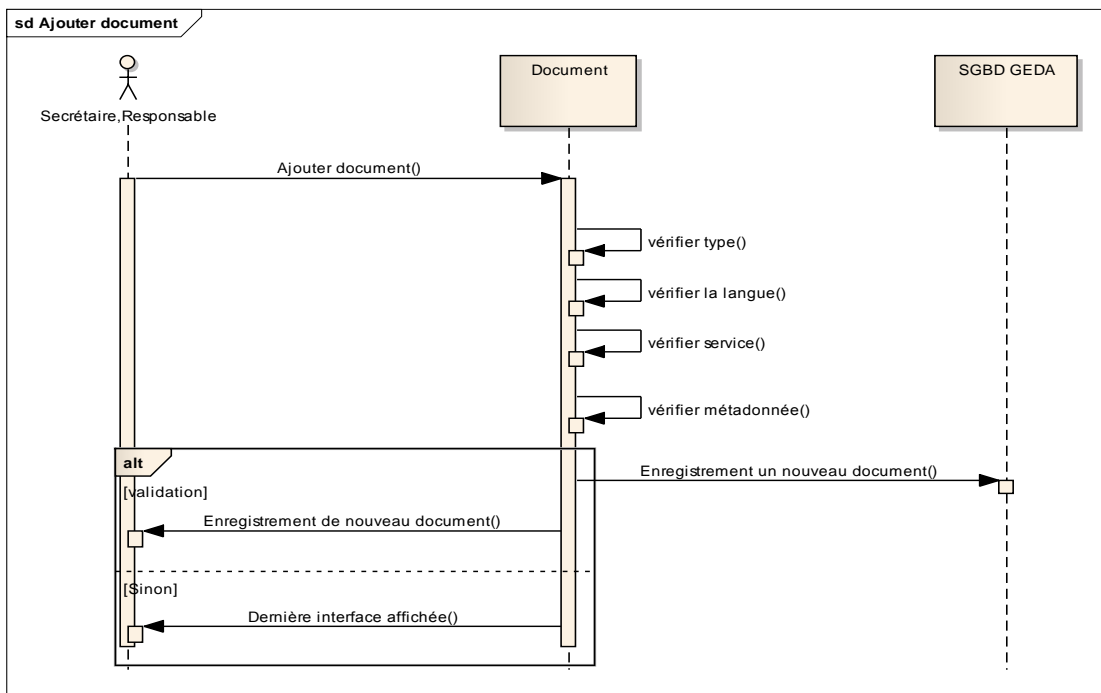 sd Ajouter document
Secrétaire,Responsable
Document
SGBD GEDA
Ajouter document()
vérifier type()
vérifier la langue()
vérifier service()
vérifier métadonnée()
alt
Enregistrement un nouveau document()
[validation]
Enregistrement de nouveau document()
[Sinon]
Dernière interface affichée()